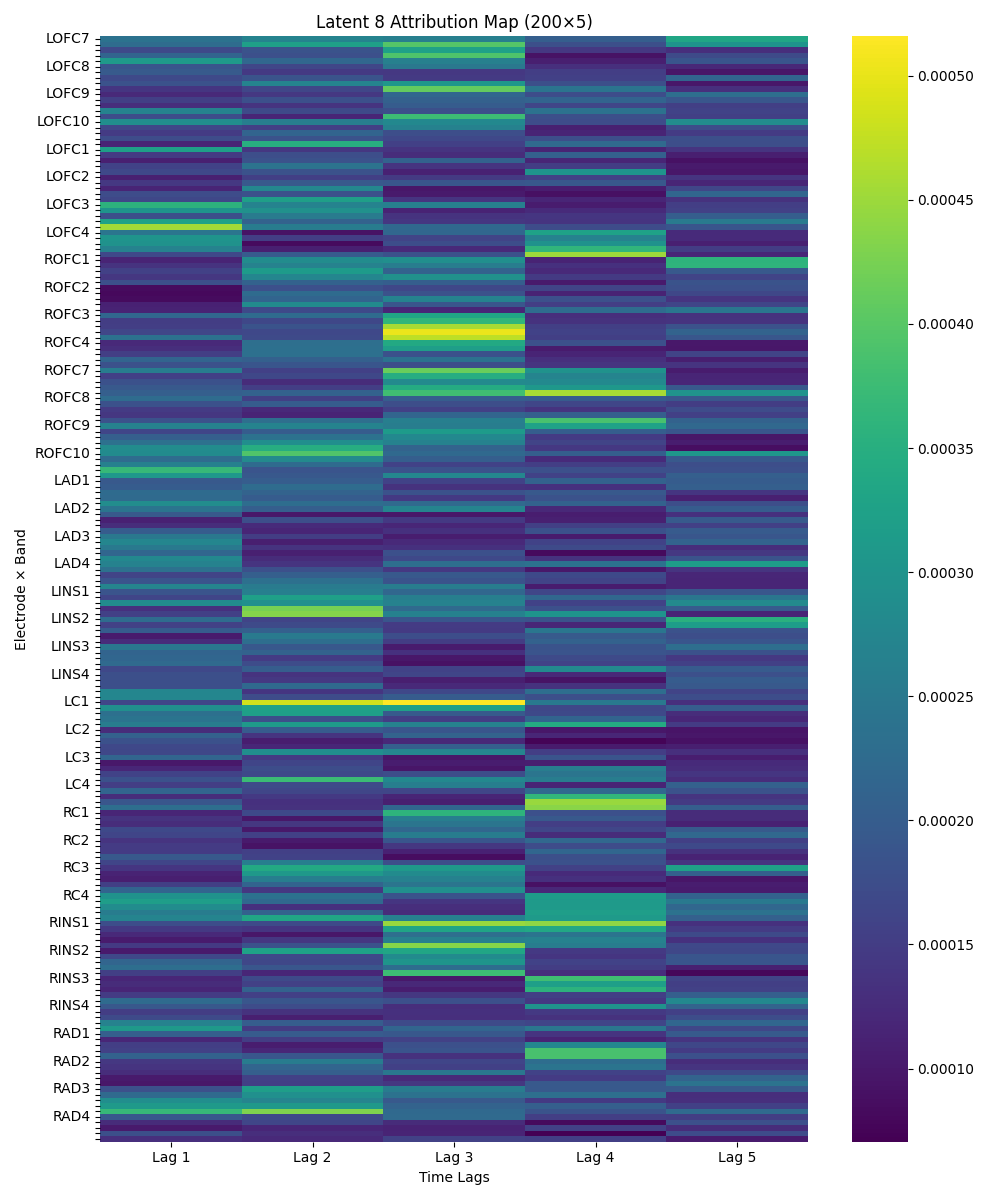 Latent 8 Attribution Map (200×5)
LOFC7
LOFC8
LOFC9
LOFC10
LOFC1
LOFC2
LOFC3
LOFC4
ROFC1
ROFC2
ROFC3
ROFC4
ROFC7
ROFC8
ROFC9
ROFC10
LAD1
LAD2
LAD3
LAD4
LINS1
LINS2
LINS3
LINS4
LC1
LC2
LC3
LC4
RC1
RC2
RC3
RC4
RINS1
RINS2
RINS3
RINS4
RAD1
RAD2
RAD3
RAD4
Electrode × Band
Lag 1 Lag 2 Lag 3 Lag 4 Lag 5
Time Lags
0.00050
0.00045
0.00040
0.00035
0.00030
0.00025
0.00020
0.00015
0.00010